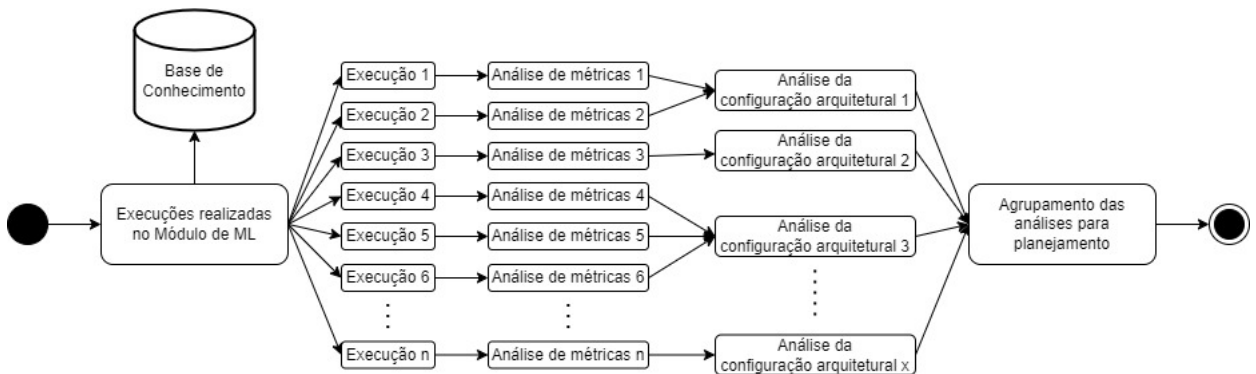 Base de
Conhecimento
Execuções realizadas
no Módulo de ML
Execução 1
Execução 2
Execução 3
Execução 4
Execução 5
Execução 6
Execução n
Análise de métricas 1
Análise de métricas 2
Análise de métricas 3
Análise de métricas 4
Análise de métricas 5
Análise de métricas 6
Análise de métricas n
Análise da
configuração arquitetural 1
Análise da
configuração arquitetural 2
Análise da
configuração arquitetural 3
Análise da
configuração arquitetural x
Agrupamento das
análises para
planejamento